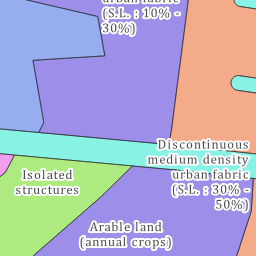 urban fabric
(S.L. : 10% -
30%)
Discontinuous
medium density
urban fabric
(S.L. : 30% -
50%)
Isolated
structures
Arable land
(annual crops)